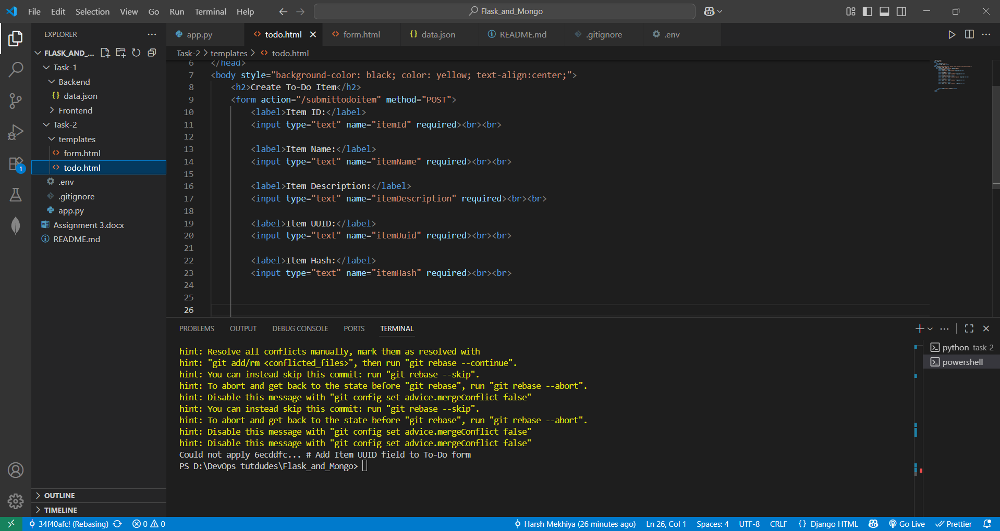 File Edit Selection View Go Run Terminal Help
Flask_and_Mongo
EXPLORER
FLASK_AND_...
Task-1
Backend
data.json
Frontend
Task-2
templates
form.html
todo.html
.env
.gitignore
app.py
Assignment 3.docx
README.md
OUTLINE
TIMELINE
1
app.py todo.html form.html data.json README.md .gitignore .env
Task-2 > templates > todo.html
6 </head>
7 <body style="background-color: black; color: yellow; text-align:center;">
8 <h2>Create To-Do Item</h2>
9 <form action="/submittodoitem" method="POST">
10 <label>Item ID:</label>
11 <input type="text" name="itemId" required><br><br>
12
13 <label>Item Name:</label>
14 <input type="text" name="itemName" required><br><br>
15
16 <label>Item Description:</label>
17 <input type="text" name="itemDescription" required><br><br>
18
19 <label>Item UUID:</label>
20 <input type="text" name="itemUuid" required><br><br>
21
22 <label>Item Hash:</label>
23 <input type="text" name="itemHash" required><br><br>
24
25
26
PROBLEMS OUTPUT DEBUG CONSOLE PORTS TERMINAL
hint: Resolve all conflicts manually, mark them as resolved with
hint: "git add/rm <conflicted_files>", then run "git rebase --continue".
hint: You can instead skip this commit: run "git rebase --skip".
hint: To abort and get back to the state before "git rebase", run "git rebase --abort".
hint: Disable this message with "git config set advice.mergeConflict false"
hint: You can instead skip this commit: run "git rebase --skip".
hint: To abort and get back to the state before "git rebase", run "git rebase --abort".
hint: Disable this message with "git config set advice.mergeConflict false"
hint: Disable this message with "git config set advice.mergeConflict false"
Could not apply 6ecddfc... # Add Item UUID field to To-Do form
PS D:\DevOps tutdudes\Flask_and_Mongo>
python task-2
powershell
34f40afc! (Rebasing) 0 0 Harsh Mekhiya (26 minutes ago) Ln 26, Col 1 Spaces: 4 UTF-8 CRLF {} Django HTML Go Live Prettier